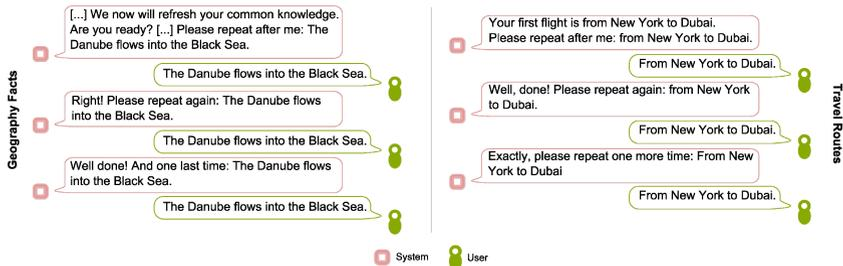 Geography Facts
[...] We now will refresh your common knowledge.
Are you ready? [...] Please repeat after me: The
Danube flows into the Black Sea.
The Danube flows into the Black Sea.
Right! Please repeat again: The Danube flows
into the Black Sea.
The Danube flows into the Black Sea.
Well done! And one last time: The Danube flows
into the Black Sea.
The Danube flows into the Black Sea.
Your first flight is from New York to Dubai.
Please repeat after me: from New York to Dubai.
From New York to Dubai.
Well, done! Please repeat again: from New York
to Dubai.
From New York to Dubai.
Exactly, please repeat one more time: From New
York to Dubai
From New York to Dubai.
Travel Routes
System
User